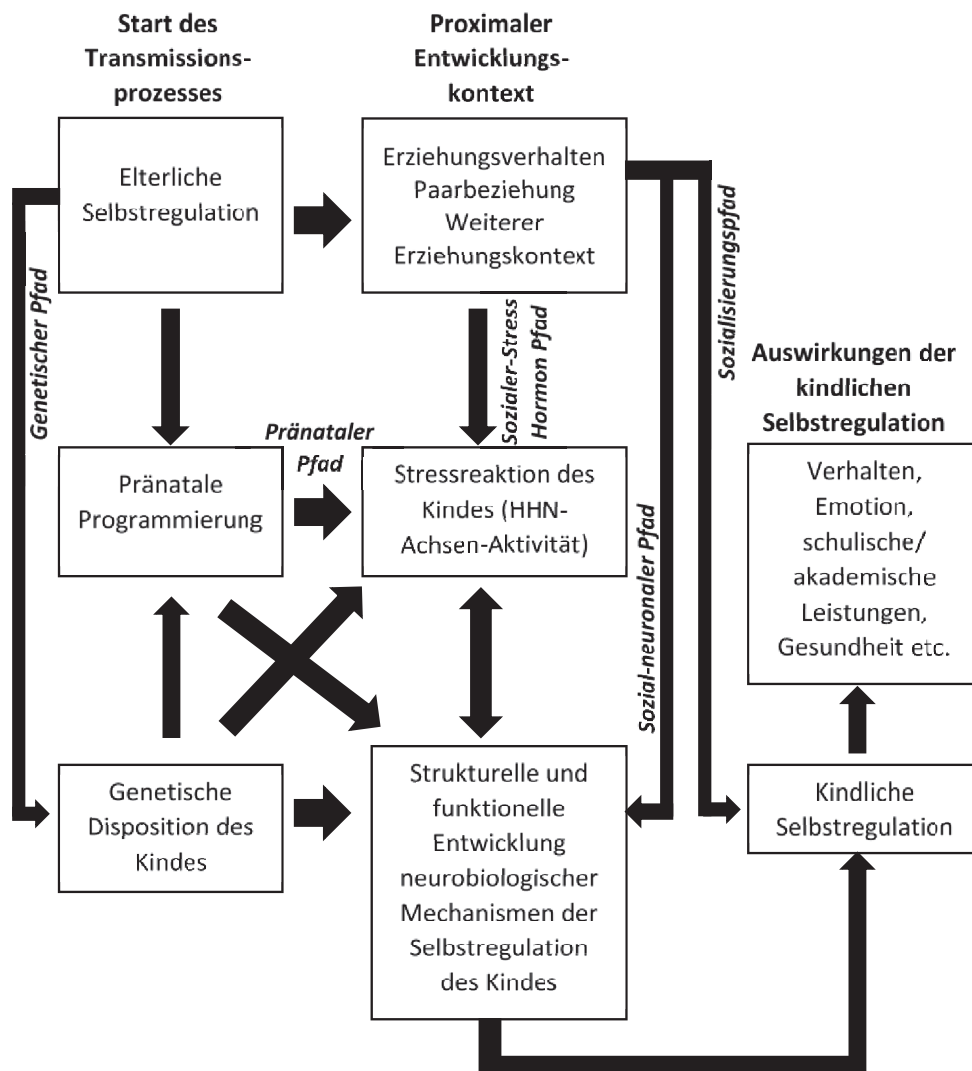 Start des
Transmissions-
prozesses
Proximaler
Entwicklungs-
kontext
Elterliche
Selbstregulation
Erziehungsverhalten
Paarbeziehung
Weiterer
Erziehungskontext
Genetischer Pfad
Sozialer-Stress
Hormon Pfad
Sozialisierungspfad
Auswirkungen der
kindlichen
Selbstregulation
Pränataler
Pfad
Pränatale
Programmierung
Stressreaktion des
Kindes (HHN-
Achsen-Aktivität)
Sozial-neuronaler Pfad
Verhalten,
Emotion,
schulische/
akademische
Leistungen,
Gesundheit etc.
Genetische
Disposition des
Kindes
Strukturelle und
funktionelle
Entwicklung
neurobiologischer
Mechanismen der
Selbstregulation
des Kindes
Kindliche
Selbstregulation